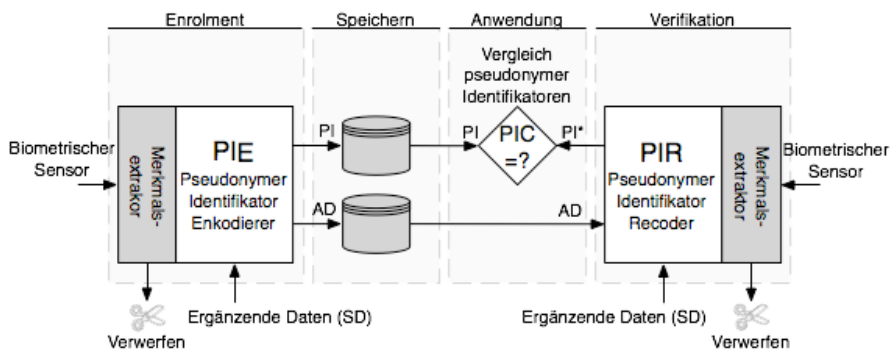 Enrolment
Speichern
Anwendung
Verifikation
Vergleich
pseudonymer
Identifikatoren
Biometrischer
Sensor
Merkmals-
extrakor
PIE
Pseudonymer
Identifikator
Enkodierer
PI
AD
PI
PIC
=?
PI*
AD
PIR
Pseudonymer
Identifikator
Recoder
Merkmals-
extraktor
Biometrischer
Sensor
Ergänzende Daten (SD)
Verwerfen
Ergänzende Daten (SD)
Verwerfen